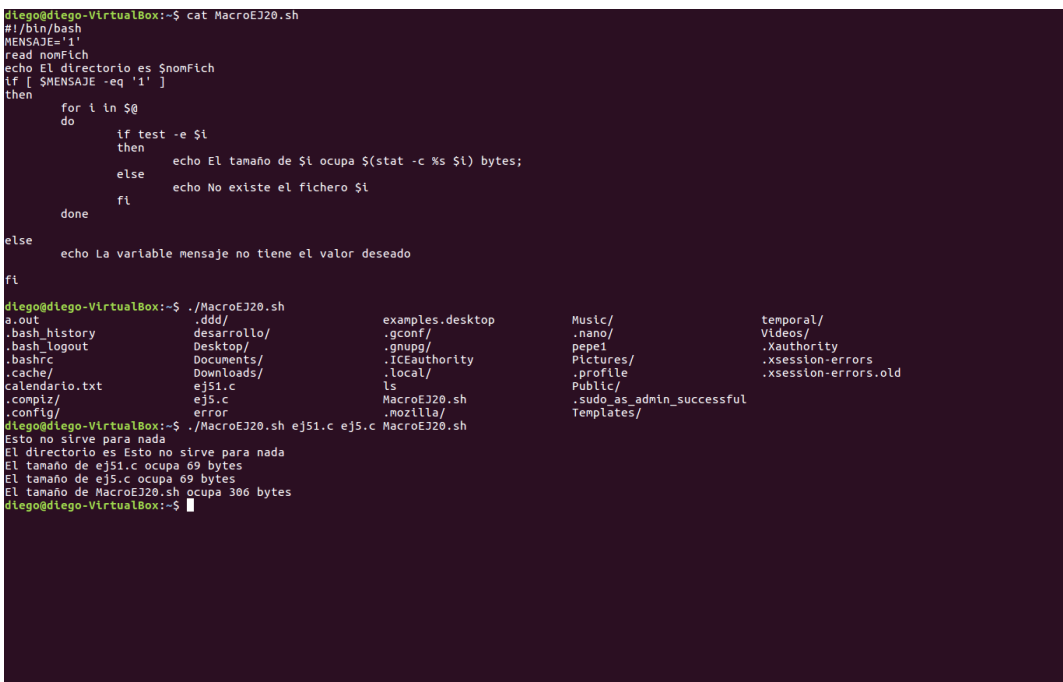 diego@diego-VirtualBox:~$ cat MacroEJ20.sh
#!/bin/bash
MENSAJE='1'
read nomFich
echo El directorio es $nomFich
if [ $MENSAJE -eq '1' ]
then
        for i in $@
        do
                if test -e $i
                then
                        echo El tamaño de $i ocupa $(stat -c %s $i) bytes;
                else
                        echo No existe el fichero $i
                fi
        done
else
        echo La variable mensaje no tiene el valor deseado
fi
diego@diego-VirtualBox:~$ ./MacroEJ20.sh
a.out .ddd/ examples.desktop Music/ temporal/
.bash_history desarrollo/ .gconf/ .nano/ Videos/
.bash_logout Desktop/ .gnupg/ pepe1 .Xauthority
.bashrc Documents/ .ICEauthority Pictures/ .xsession-errors
.cache/ Downloads/ .local/ .profile .xsession-errors.old
calendario.txt ej51.c ls Public/
.compiz/ ej5.c MacroEJ20.sh .sudo_as_admin_successful
.config/ error .mozilla/ Templates/
diego@diego-VirtualBox:~$ ./MacroEJ20.sh ej51.c ej5.c MacroEJ20.sh
Esto no sirve para nada
El directorio es Esto no sirve para nada
El tamaño de ej51.c ocupa 69 bytes
El tamaño de ej5.c ocupa 69 bytes
El tamaño de MacroEJ20.sh ocupa 306 bytes
diego@diego-VirtualBox:~$